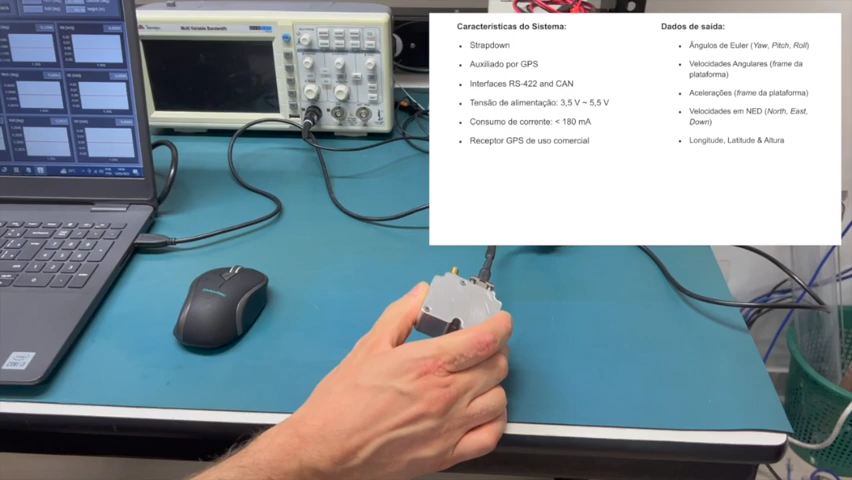 Características do Sistema:
Strapdown
Auxiliado por GPS
Interfaces RS-422 and CAN
Tensão de alimentação: 3,5 V ~ 5,5 V
Consumo de corrente: < 180 mA
Receptor GPS de uso comercial
Dados de saída:
Ângulos de Euler (Yaw, Pitch, Roll)
Velocidades Angulares (frame da
plataforma)
Acelerações (frame da plataforma)
Velocidades em NED (North, East,
Down)
Longitude, Latitude & Altura